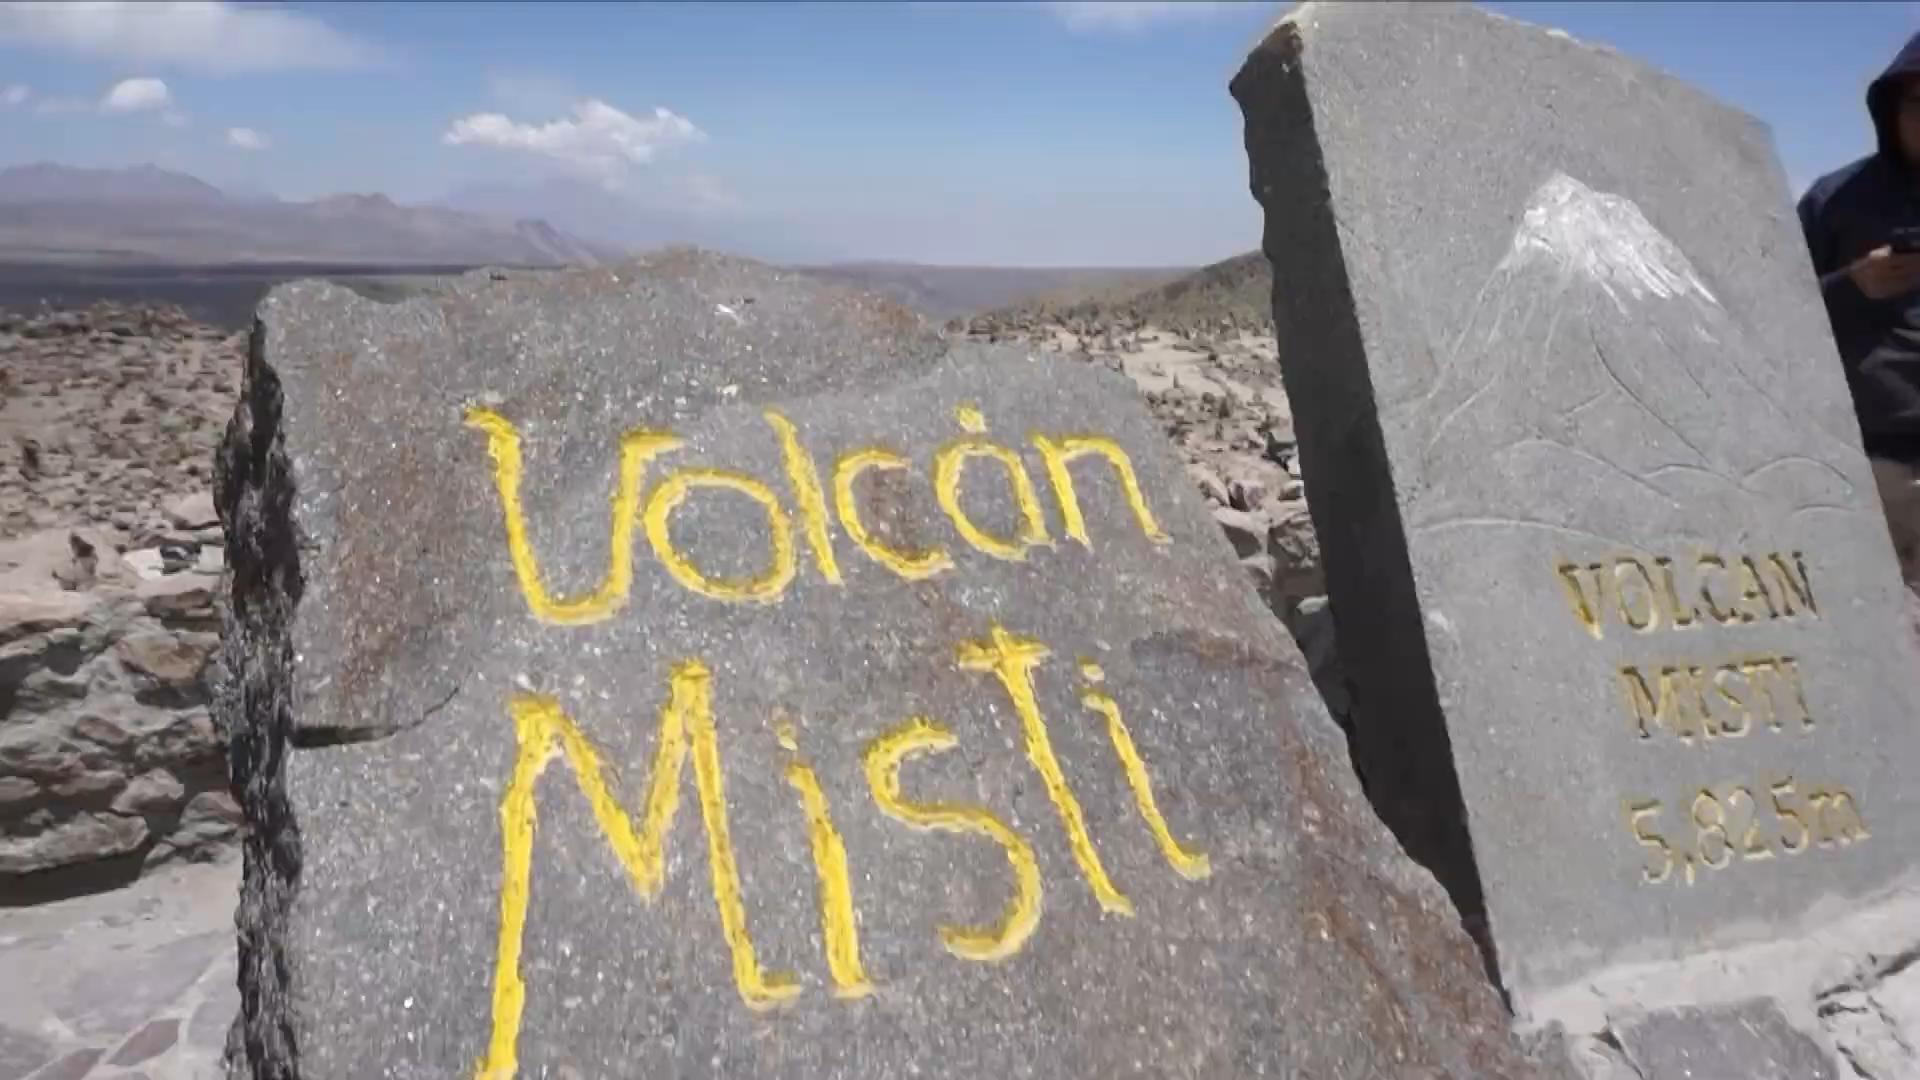 Volcán
Misti
VOLCAN
MISTI
5,825m